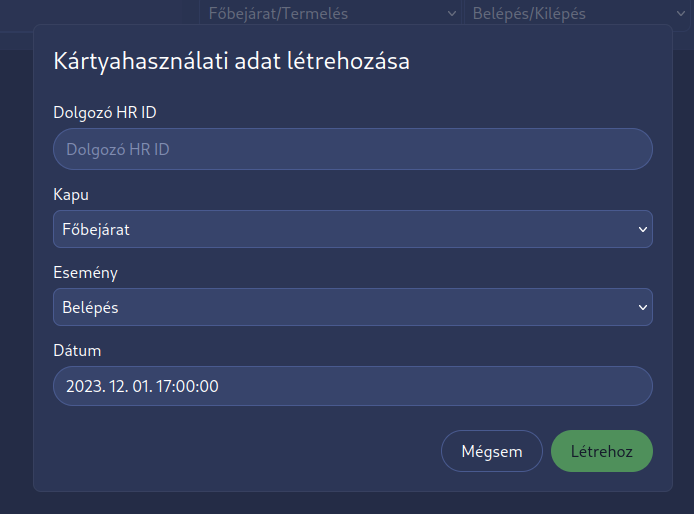 Főbejárat/Termelés Belépés/Kilépés
Kártyahasználati adat létrehozása
Dolgozó HR ID
Dolgozó HR ID
Kapu
Főbejárat
Esemény
Belépés
Dátum
2023. 12. 01. 17:00:00
Mégsem Létrehoz